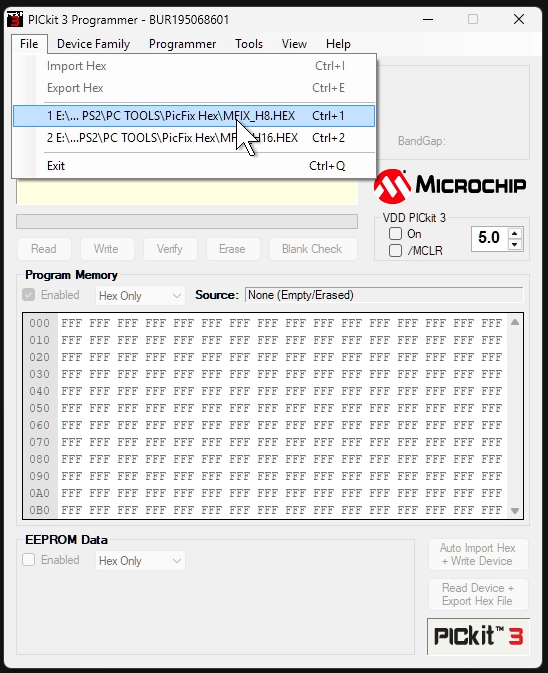 PICkit 3 Programmer - BUR195068601
File Device Family Programmer Tools View Help
Import Hex Ctrl+I
Export Hex Ctrl+E
1 E:\... PS2\PC TOOLS\PicFix Hex\MFIX_H8.HEX Ctrl+1
2 E:\...PS2\PC TOOLS\PicFix Hex\ Ctrl+2
Exit Ctrl+Q
BandGap:
MICROCHIP
VDD PICkit 3
On
/MCLR
5.0
Read Write Verify Erase Blank Check
Program Memory
Enabled Hex Only Source: None (Empty/Erased)
000 FFF FFF FFF FFF FFF FFF FFF FFF FFF FFF FFF FFF FFF FFF FFF FFF
010 FFF FFF FFF FFF FFF FFF FFF FFF FFF FFF FFF FFF FFF FFF FFF FFF
020 FFF FFF FFF FFF FFF FFF FFF FFF FFF FFF FFF FFF FFF FFF FFF FFF
030 FFF FFF FFF FFF FFF FFF FFF FFF FFF FFF FFF FFF FFF FFF FFF FFF
040 FFF FFF FFF FFF FFF FFF FFF FFF FFF FFF FFF FFF FFF FFF FFF FFF
050 FFF FFF FFF FFF FFF FFF FFF FFF FFF FFF FFF FFF FFF FFF FFF FFF
060 FFF FFF FFF FFF FFF FFF FFF FFF FFF FFF FFF FFF FFF FFF FFF FFF
070 FFF FFF FFF FFF FFF FFF FFF FFF FFF FFF FFF FFF FFF FFF FFF FFF
080 FFF FFF FFF FFF FFF FFF FFF FFF FFF FFF FFF FFF FFF FFF FFF FFF
090 FFF FFF FFF FFF FFF FFF FFF FFF FFF FFF FFF FFF FFF FFF FFF FFF
0A0 FFF FFF FFF FFF FFF FFF FFF FFF FFF FFF FFF FFF FFF FFF FFF FFF
0B0 FFF FFF FFF FFF FFF FFF FFF FFF FFF FFF FFF FFF FFF FFF FFF FFF
EEPROM Data
Enabled Hex Only
Auto Import Hex
+ Write Device
Read Device +
Export Hex File
PICkit™ 3